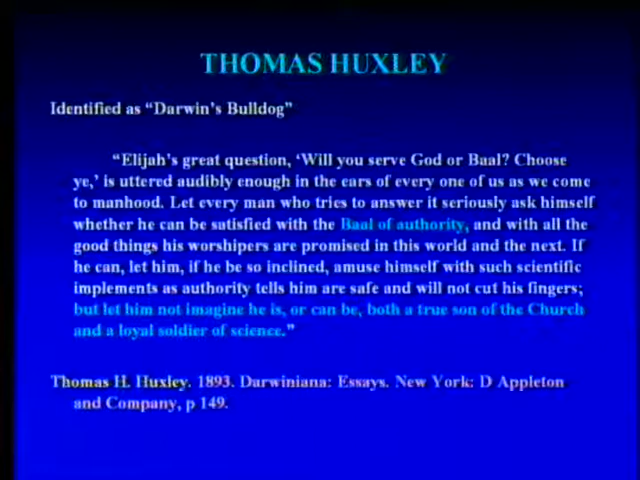 THOMAS HUXLEY
Identified as “Darwin’s Bulldog”
“Elijah’s great question, ‘Will you serve God or Baal? Choose
ye,’ is uttered audibly enough in the ears of every one of us as we come
to manhood. Let every man who tries to answer it seriously ask himself
whether he can be satisfied with the Baal of authority, and with all the
good things his worshipers are promised in this world and the next. If
he can, let him, if he be so inclined, amuse himself with such scientific
implements as authority tells him are safe and will not cut his fingers;
but let him not imagine he is, or can be, both a true son of the Church
and a loyal soldier of science.”
Thomas H. Huxley. 1893. Darwiniana: Essays. New York: D Appleton
and Company, p 149.